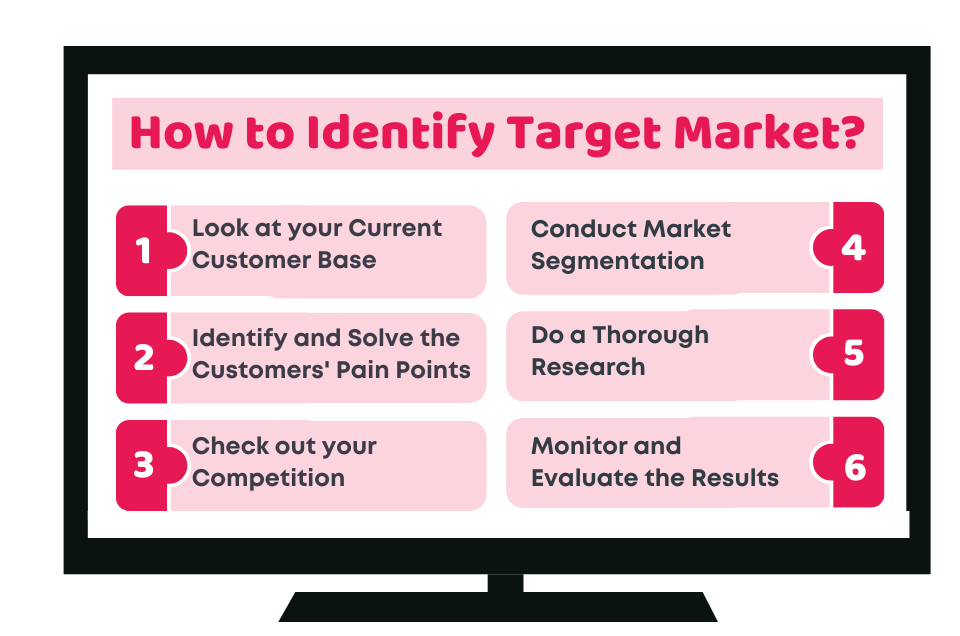 How to Identify Target Market?
1
Look at your Current
Customer Base
2
Identify and Solve the
Customers' Pain Points
3
Check out your
Competition
Conduct Market
Segmentation
4
Do a Thorough
Research
5
Monitor and
Evaluate the Results
6